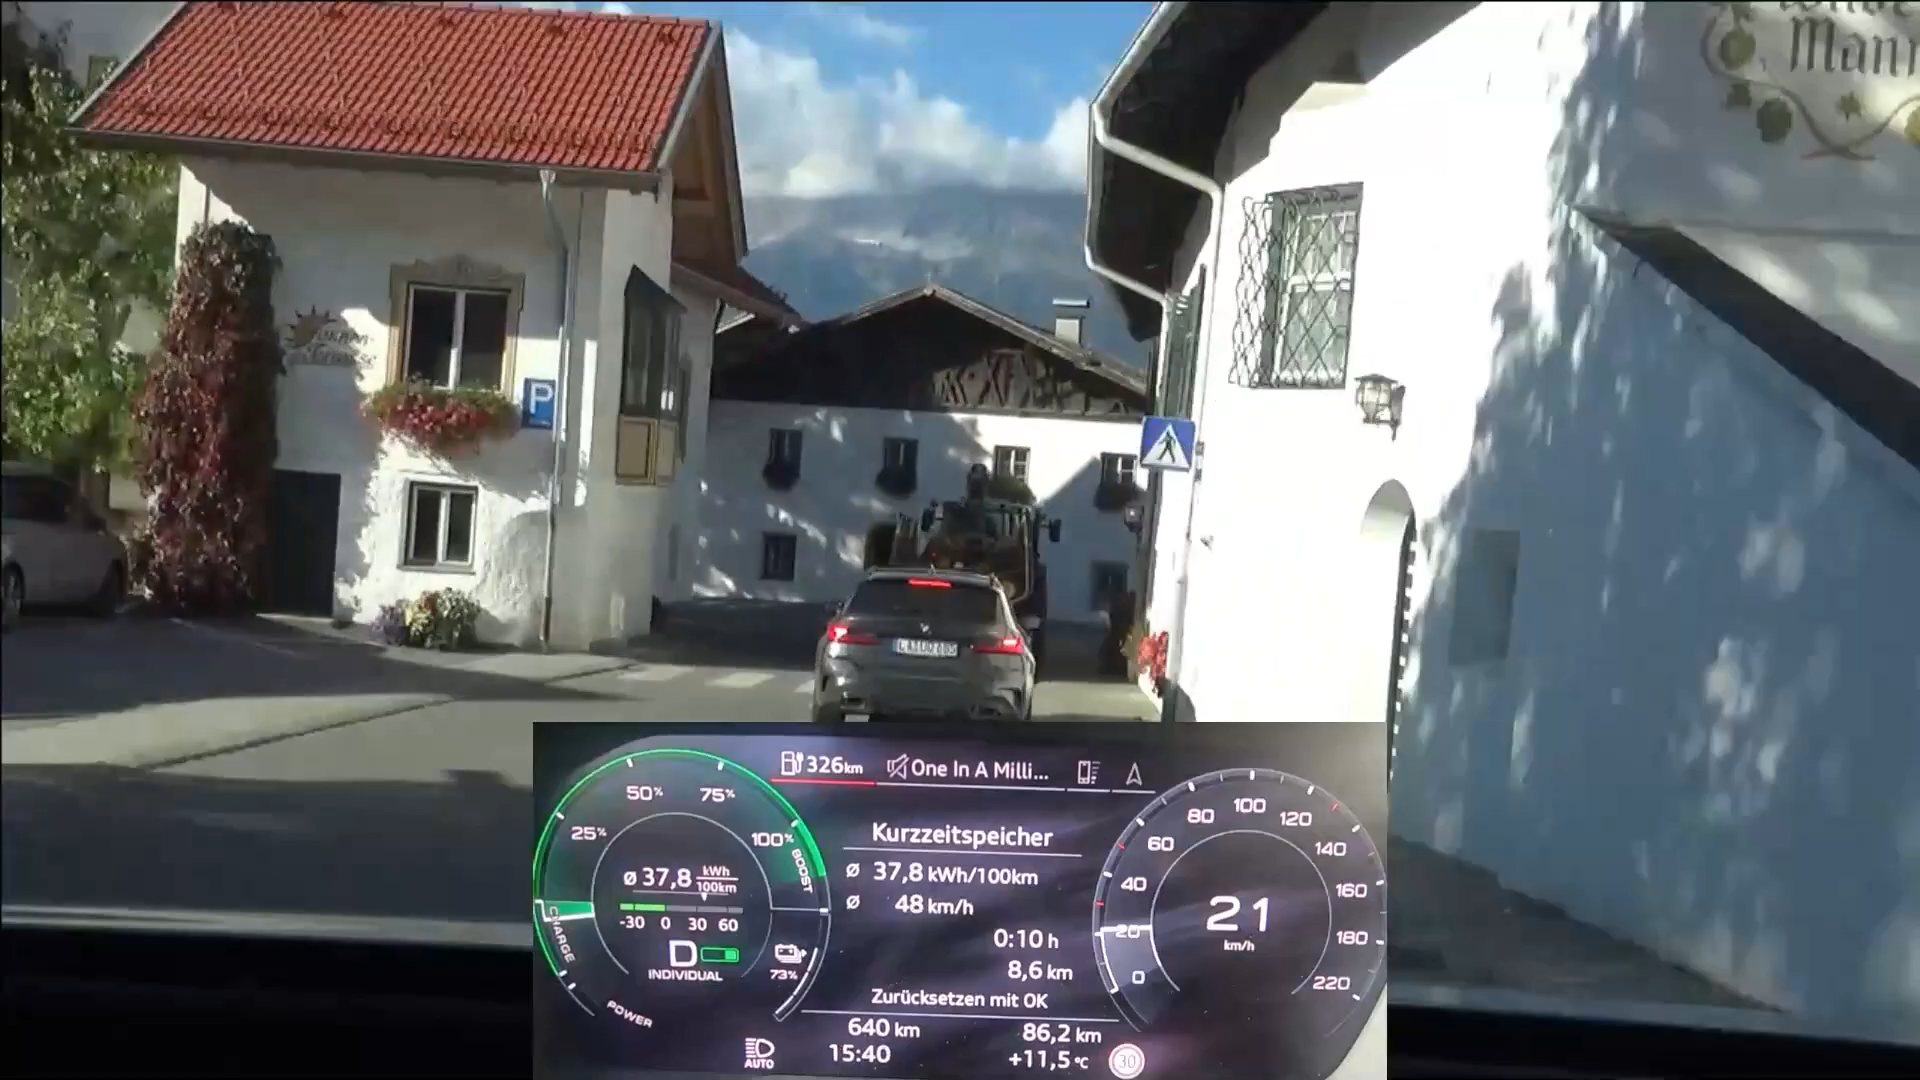 Mann
P
326 km
One In A Milli...
50%
75%
25%
100%
BOOST
CHARGE
POWER
ø 37,8 kWh/100km
-30 0 30 60
D
INDIVIDUAL
73%
Kurzzeitspeicher
ø 37,8 kWh/100km
ø 48 km/h
0:10 h
8,6 km
Zurücksetzen mit OK
640 km
86,2 km
AUTO
15:40
+11,5 °C
30
0
20
40
60
80
100
120
140
160
180
220
21
km/h